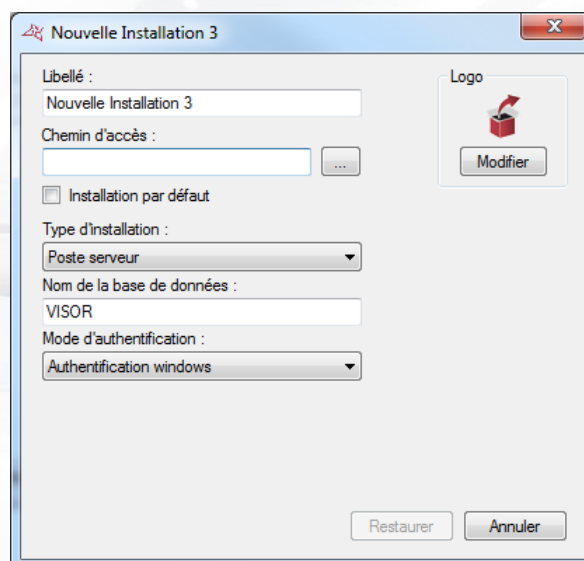 Nouvelle Installation 3
Libellé :
Nouvelle Installation 3
Logo
Chemin d'accès :
...
Modifier
Installation par défaut
Type d'installation :
Poste serveur
Nom de la base de données :
VISOR
Mode d'authentification :
Authentification windows
Restaurer
Annuler